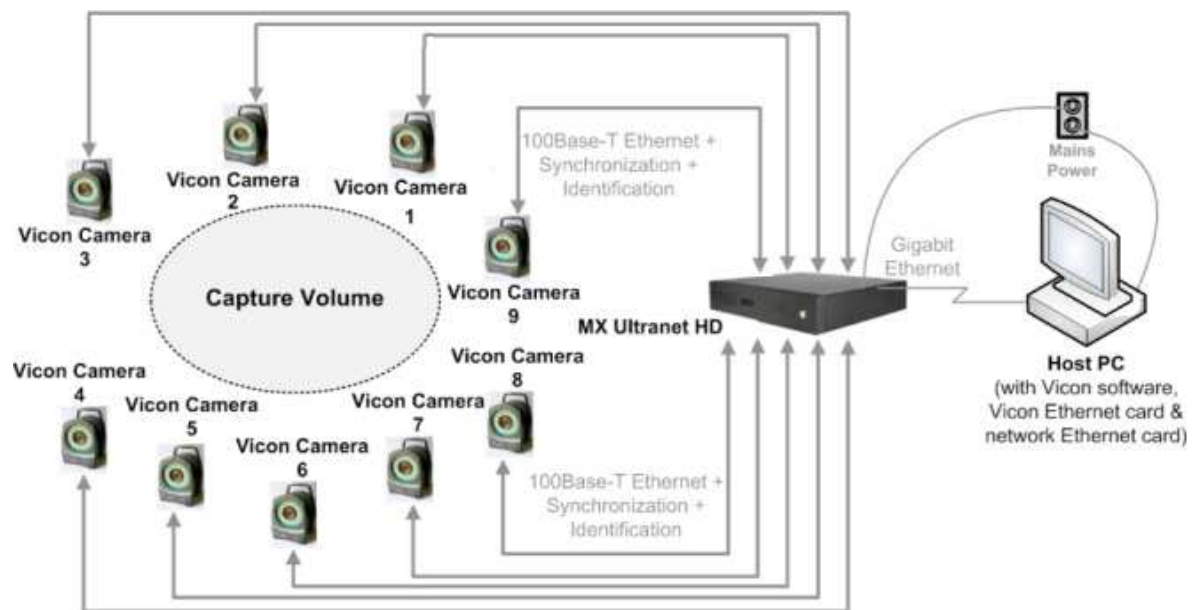 100Base-T Ethernet +
Synchronization +
Identification
Mains
Power
Vicon Camera
2
Vicon Camera
1
Vicon Camera
3
Vicon Camera
9
Capture Volume
Gigabit
Ethernet
MX Ultranet HD
Vicon Camera
4
Vicon Camera
5
Vicon Camera
6
Vicon Camera
7
Vicon Camera
8
Host PC
(with Vicon software,
Vicon Ethernet card &
network Ethernet card)
100Base-T Ethernet +
Synchronization +
Identification